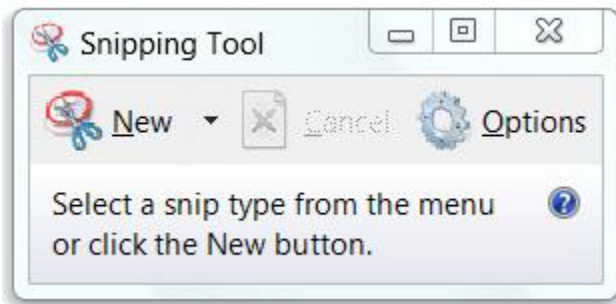 Snipping Tool
New Cancel Options
Select a snip type from the menu
or click the New button.